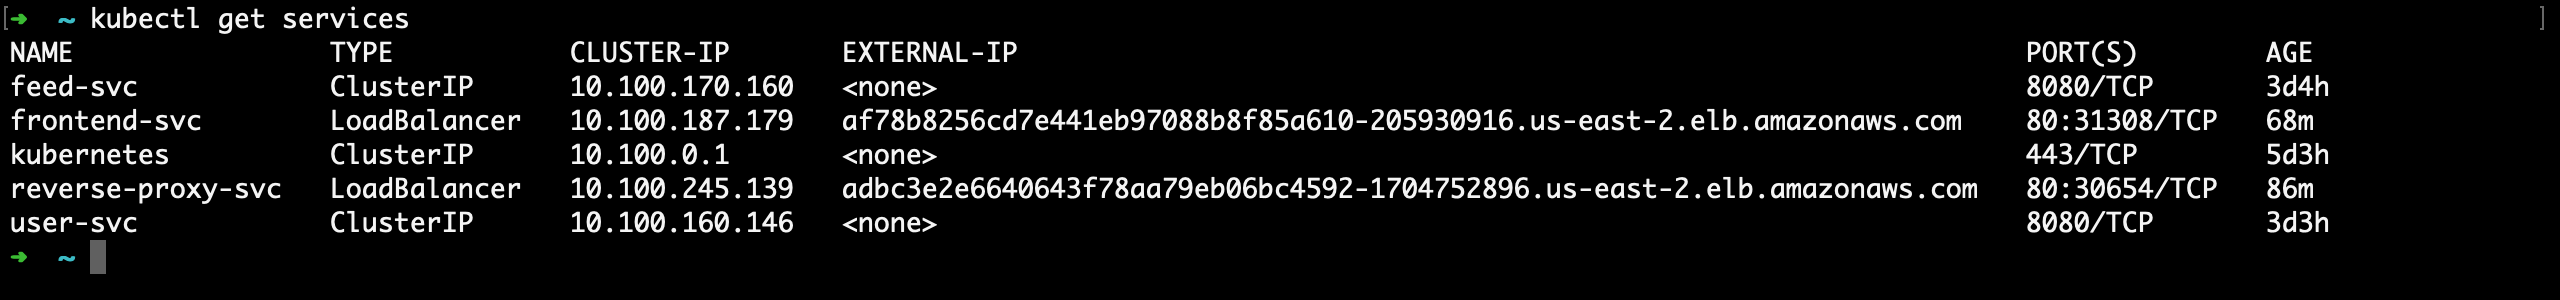 [➜ ~ kubectl get services ]
NAME TYPE CLUSTER-IP EXTERNAL-IP PORT(S) AGE
feed-svc ClusterIP 10.100.170.160 <none> 8080/TCP 3d4h
frontend-svc LoadBalancer 10.100.187.179 af78b8256cd7e441eb97088b8f85a610-205930916.us-east-2.elb.amazonaws.com 80:31308/TCP 68m
kubernetes ClusterIP 10.100.0.1 <none> 443/TCP 5d3h
reverse-proxy-svc LoadBalancer 10.100.245.139 adbc3e2e6640643f78aa79eb06bc4592-1704752896.us-east-2.elb.amazonaws.com 80:30654/TCP 86m
user-svc ClusterIP 10.100.160.146 <none> 8080/TCP 3d3h
➜ ~